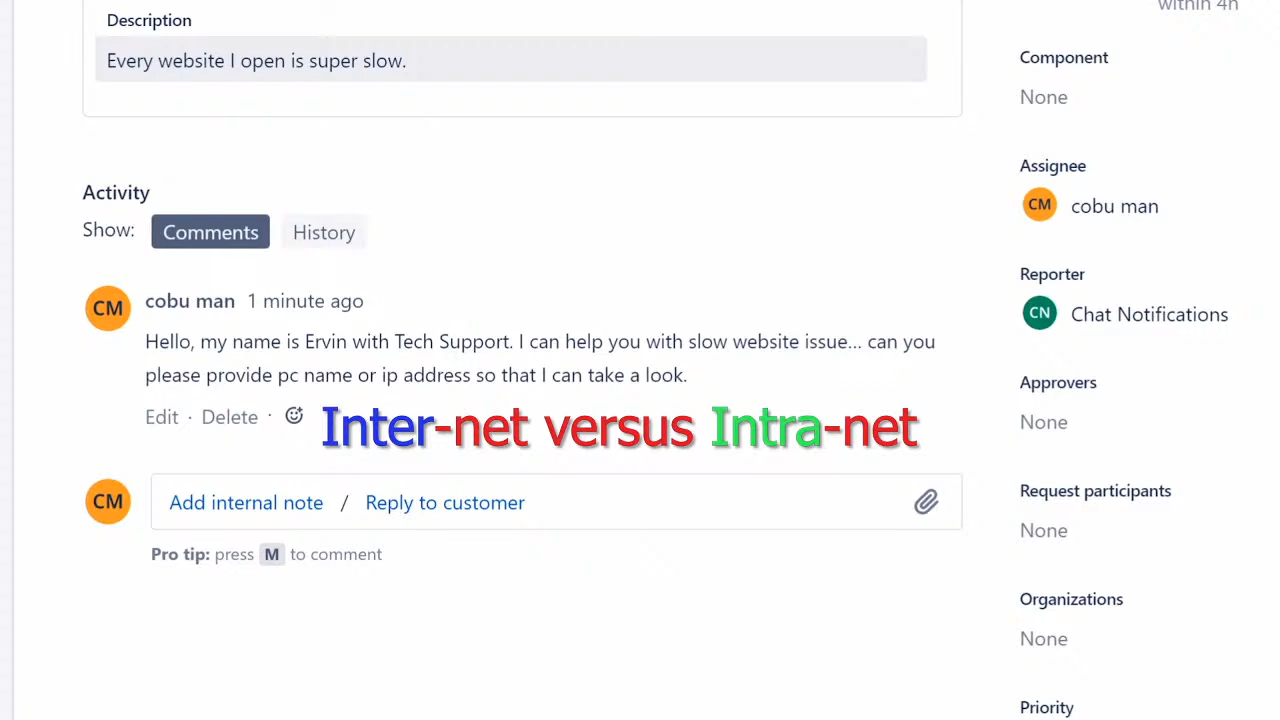 Description
Every website I open is super slow.
Activity
Show: Comments History
CM cobu man 1 minute ago
Hello, my name is Ervin with Tech Support. I can help you with slow website issue... can you
please provide pc name or ip address so that I can take a look.
Edit · Delete ·
Inter-net versus Intra-net
CM Add internal note / Reply to customer
Pro tip: press M to comment
within 4h
Component
None
Assignee
CM cobu man
Reporter
CN Chat Notifications
Approvers
None
Request participants
None
Organizations
None
Priority